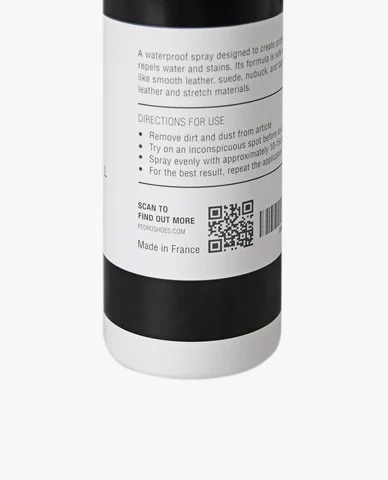 A waterproof spray designed to create
repels water and stains. Its formula is
like smooth leather, suede, nubuck, and
leather and stretch materials.
DIRECTIONS FOR USE
• Remove dirt and dust from article
• Try on an inconspicuous spot before
• Spray evenly with approximately
• For the best result, repeat the
L
SCAN TO
FIND OUT MORE
PEDROSHOES.COM
Made in France